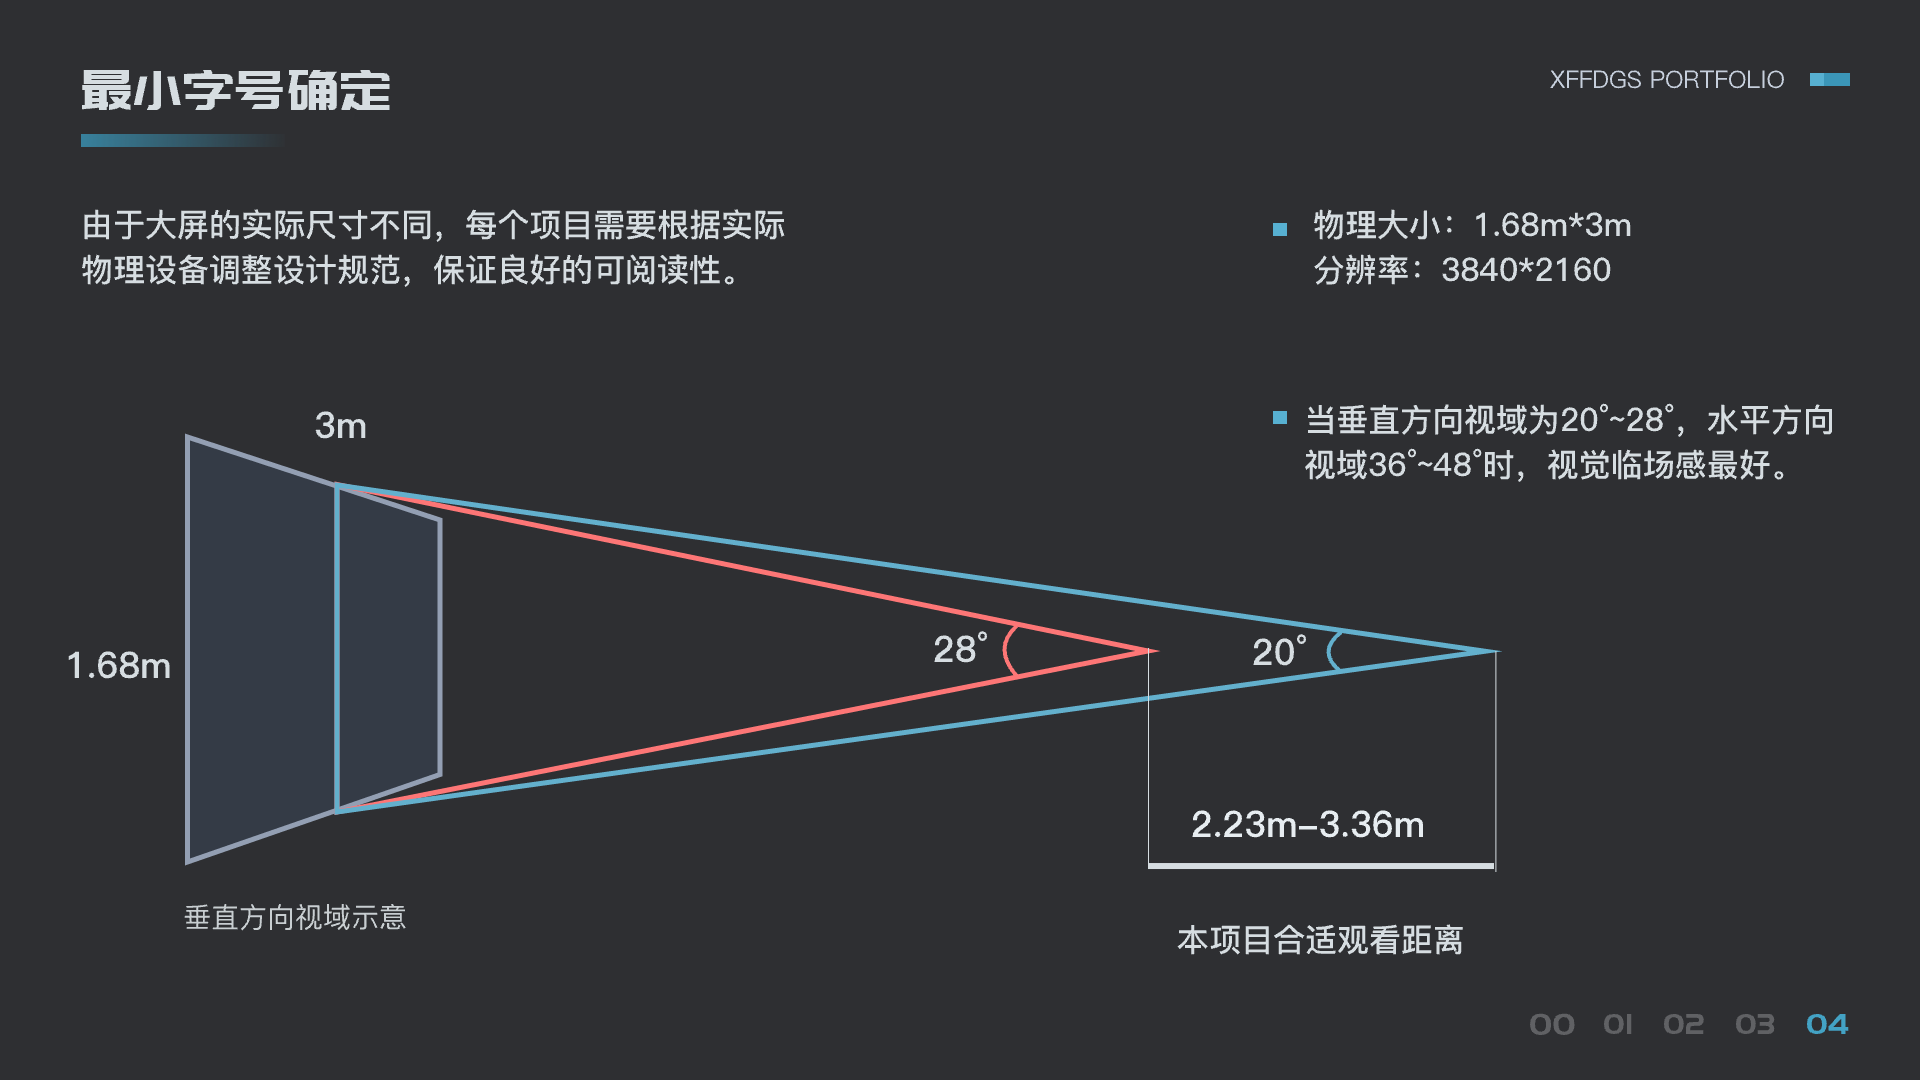 最小字号确定
XFFDGS PORTFOLIO
由于大屏的实际尺寸不同，每个项目需要根据实际
物理设备调整设计规范，保证良好的可阅读性。
物理大小：1.68m*3m
分辨率：3840*2160
当垂直方向视域为20°~28°，水平方向
视域36°~48°时，视觉临场感最好。
3m
1.68m
28°
20°
2.23m–3.36m
垂直方向视域示意
本项目合适观看距离
00 01 02 03 04